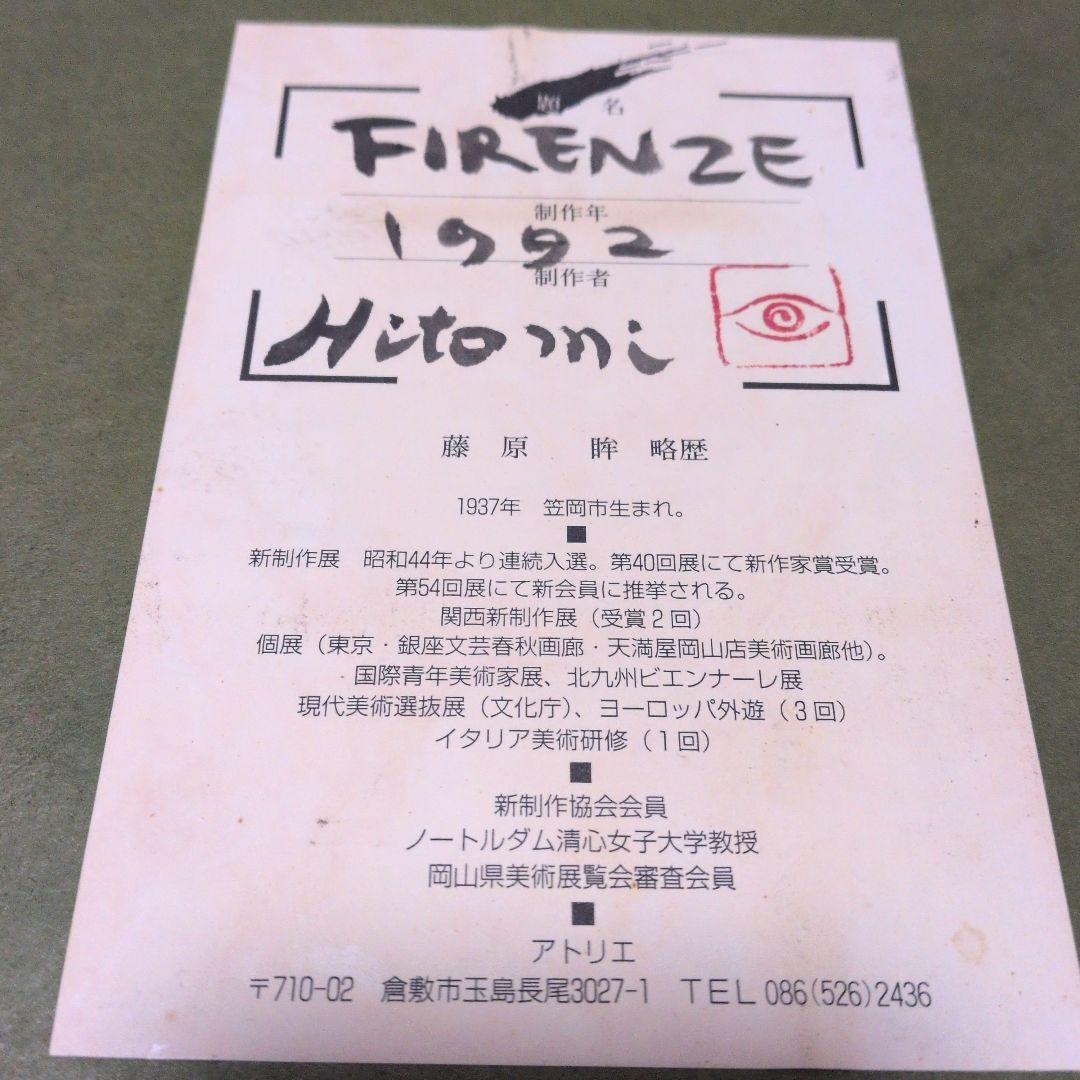 題　名
FIRENZE
制作年
1992
制作者
Hitomi
藤　原　　眸　略歴
1937年　笠岡市生まれ。
■
新制作展　昭和44年より連続入選。第40回展にて新作家賞受賞。
第54回展にて新会員に推挙される。
関西新制作展（受賞２回）
個展（東京・銀座文芸春秋画廊・天満屋岡山店美術画廊他）。
国際青年美術家展、北九州ビエンナーレ展
現代美術選抜展（文化庁）、ヨーロッパ外遊（３回）
イタリア美術研修（１回）
■
新制作協会会員
ノートルダム清心女子大学教授
岡山県美術展覧会審査会員
■
アトリエ
〒710-02　倉敷市玉島長尾3027-1　ＴＥＬ 086(526)2436